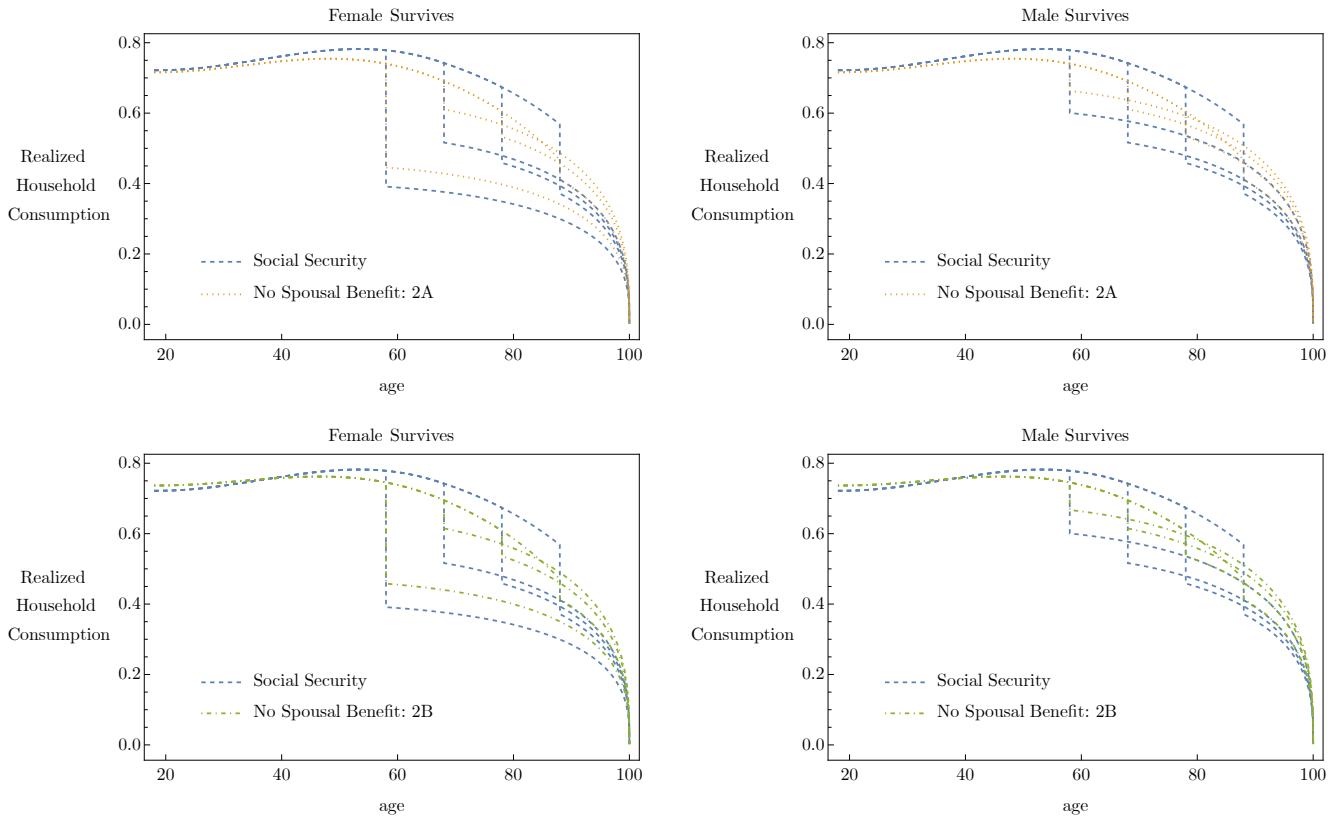 Female Survives
0.8
0.6
Realized
0.4
Household
Consumption
0.2
Social Security
No Spousal Benefit: 2A
0.0
20 40 60 80 100
age
Male Survives
0.8
0.6
Realized
0.4
Household
Consumption
0.2
Social Security
No Spousal Benefit: 2A
0.0
20 40 60 80 100
age
Female Survives
0.8
0.6
Realized
0.4
Household
Consumption
0.2
Social Security
No Spousal Benefit: 2B
0.0
20 40 60 80 100
age
Male Survives
0.8
0.6
Realized
0.4
Household
Consumption
0.2
Social Security
No Spousal Benefit: 2B
0.0
20 40 60 80 100
age